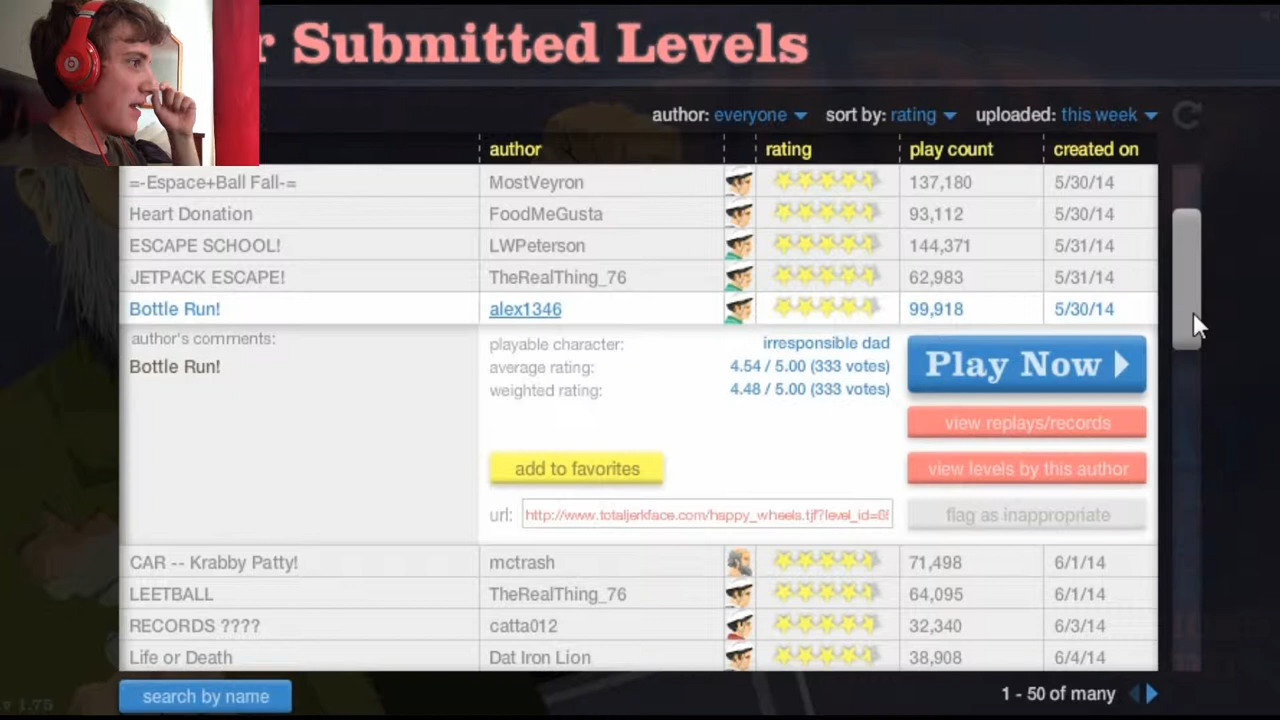 r Submitted Levels
author: everyone sort by: rating uploaded: this week
author rating play count created on
=-Espace+Ball Fall-= MostVeyron 137,180 5/30/14
Heart Donation FoodMeGusta 93,112 5/30/14
ESCAPE SCHOOL! LWPeterson 144,371 5/31/14
JETPACK ESCAPE! TheRealThing_76 62,983 5/31/14
Bottle Run! alex1346 99,918 5/30/14
author's comments:
Bottle Run!
playable character: irresponsible dad
average rating: 4.54 / 5.00 (333 votes)
weighted rating: 4.48 / 5.00 (333 votes)
Play Now
view replays/records
add to favorites
view levels by this author
url: http://www.totaljerkface.com/happy_wheels.tjf?level_id=6
flag as inappropriate
CAR -- Krabby Patty! mctrash 71,498 6/1/14
LEETBALL TheRealThing_76 64,095 6/1/14
RECORDS ???? catta012 32,340 6/3/14
Life or Death Dat Iron Lion 38,908 6/4/14
search by name
1 - 50 of many
v 1.75